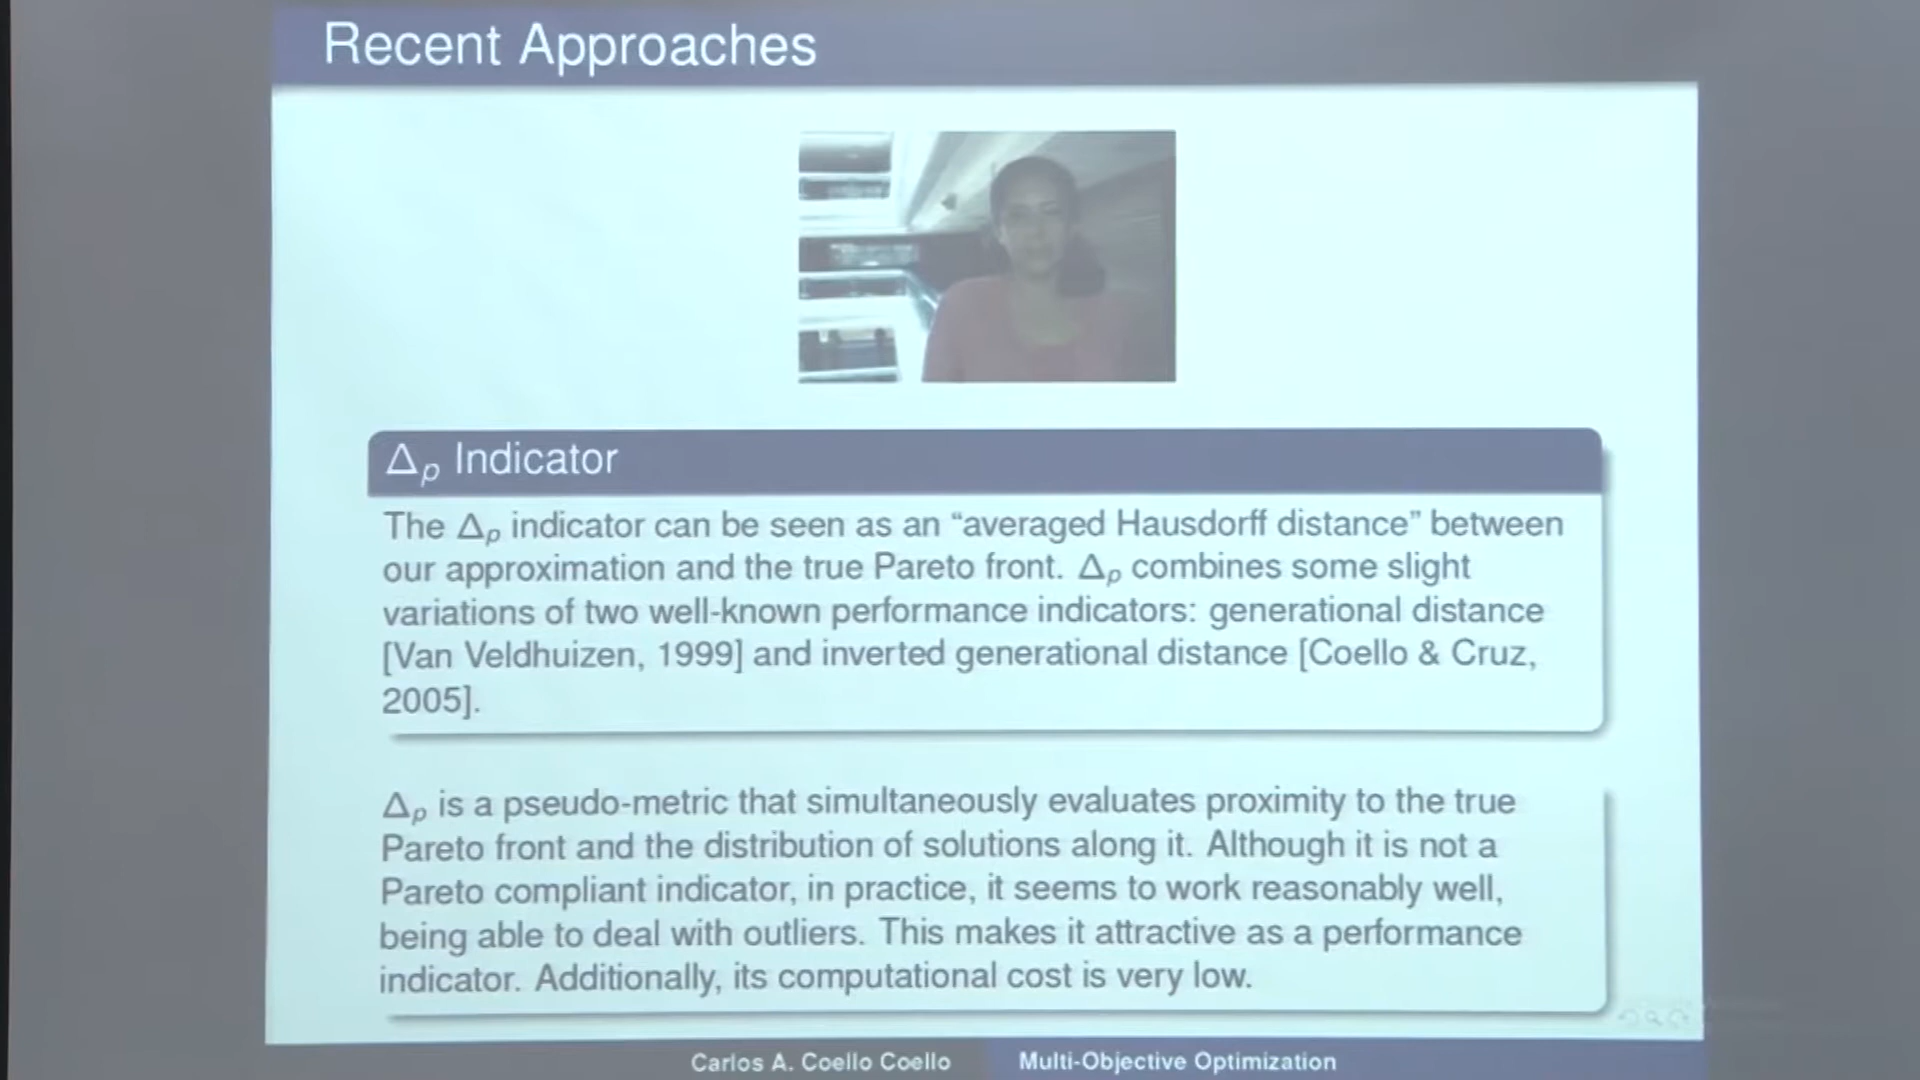 Recent Approaches
Δp Indicator
The Δp indicator can be seen as an “averaged Hausdorff distance” between
our approximation and the true Pareto front. Δp combines some slight
variations of two well-known performance indicators: generational distance
[Van Veldhuizen, 1999] and inverted generational distance [Coello & Cruz,
2005].
Δp is a pseudo-metric that simultaneously evaluates proximity to the true
Pareto front and the distribution of solutions along it. Although it is not a
Pareto compliant indicator, in practice, it seems to work reasonably well,
being able to deal with outliers. This makes it attractive as a performance
indicator. Additionally, its computational cost is very low.
Carlos A. Coello Coello
Multi-Objective Optimization